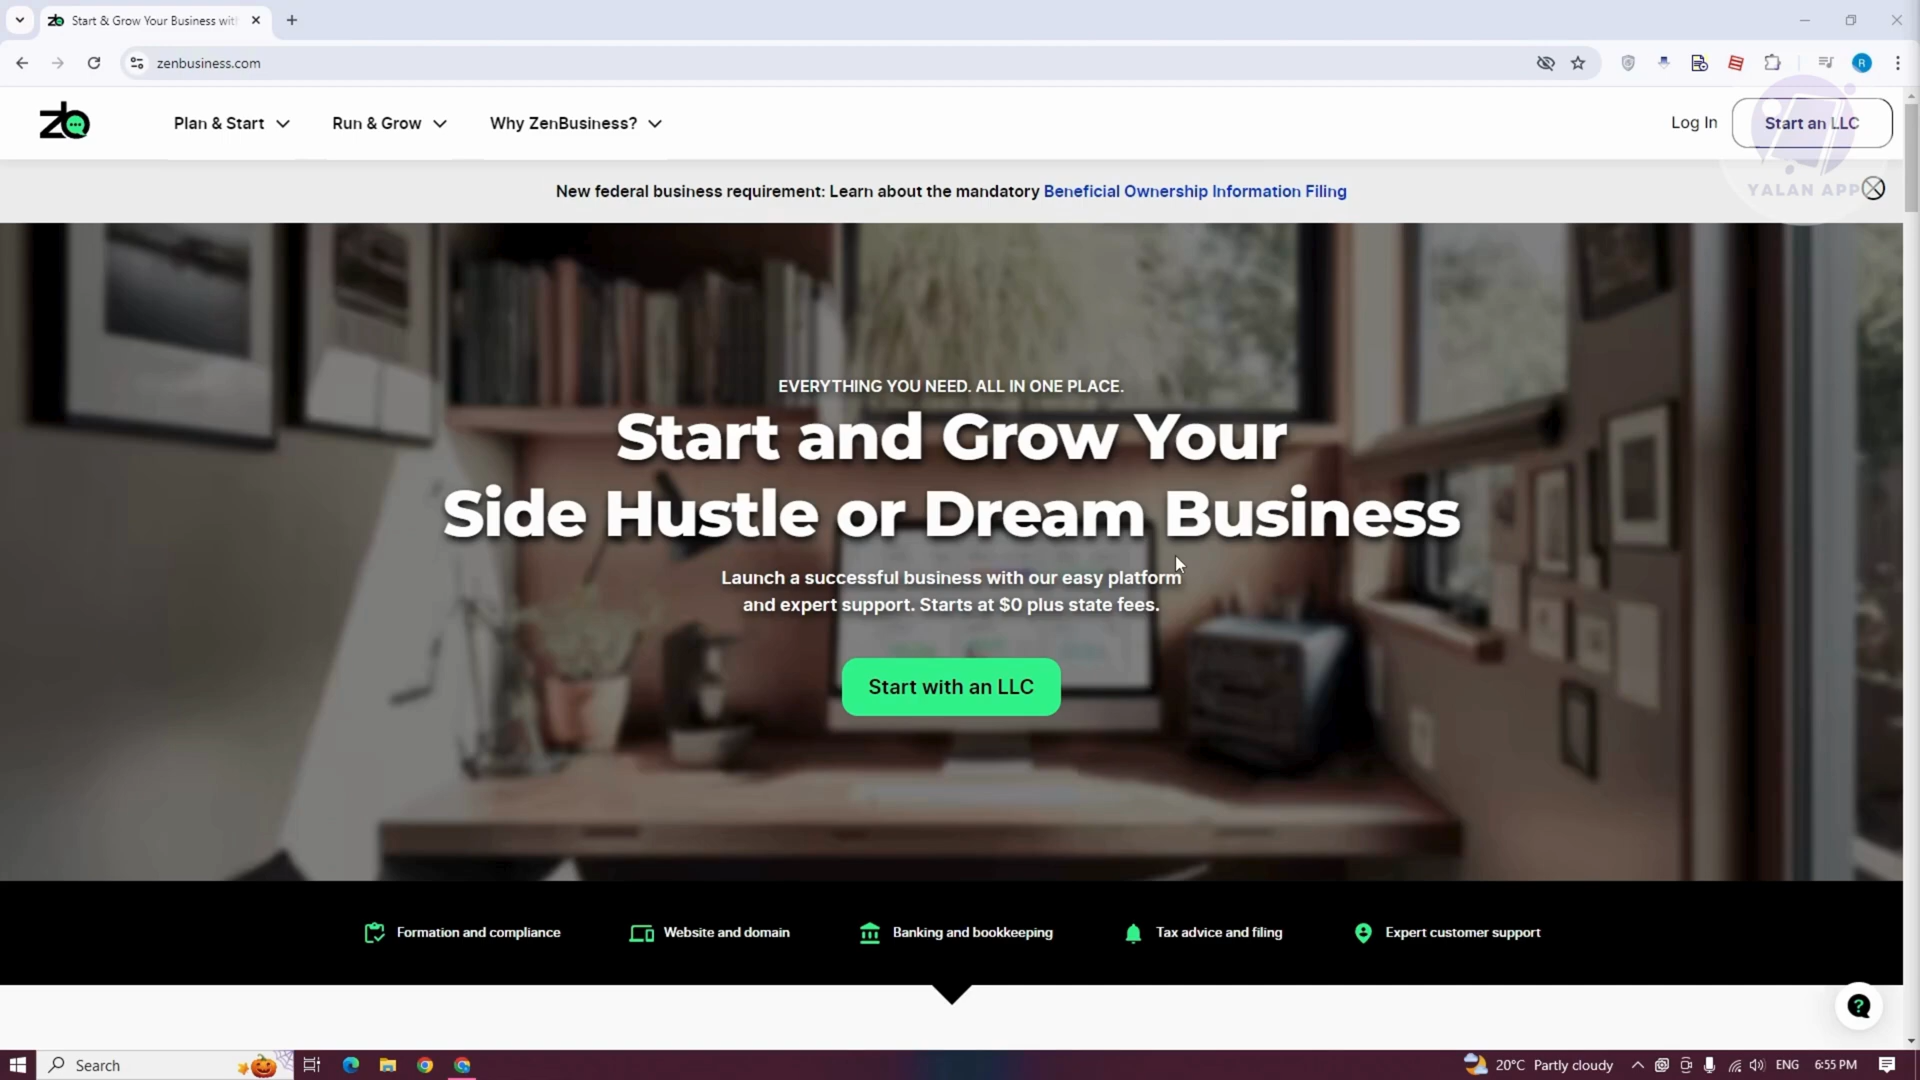 Start & Grow Your Business with
zenbusiness.com
R
zb
Plan & Start
Run & Grow
Why ZenBusiness?
Log In
Start an LLC
YALAN APP
New federal business requirement: Learn about the mandatory Beneficial Ownership Information Filing
EVERYTHING YOU NEED. ALL IN ONE PLACE.
Start and Grow Your
Side Hustle or Dream Business
Launch a successful business with our easy platform
and expert support. Starts at $0 plus state fees.
Start with an LLC
Formation and compliance
Website and domain
Banking and bookkeeping
Tax advice and filing
Expert customer support
?
Search
20°C Partly cloudy
ENG
6:55 PM